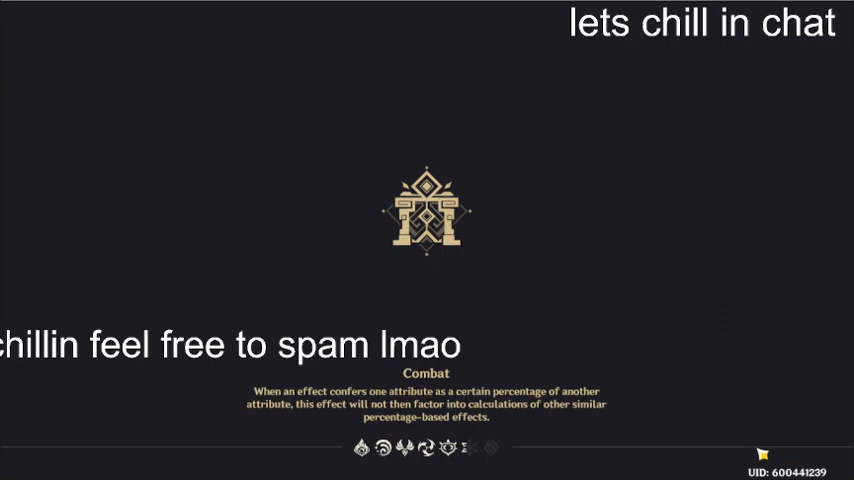 lets chill in chat
chillin feel free to spam lmao
Combat
When an effect confers one attribute as a certain percentage of another
attribute, this effect will not then factor into calculations of other similar
percentage-based effects.
UID: 600441239